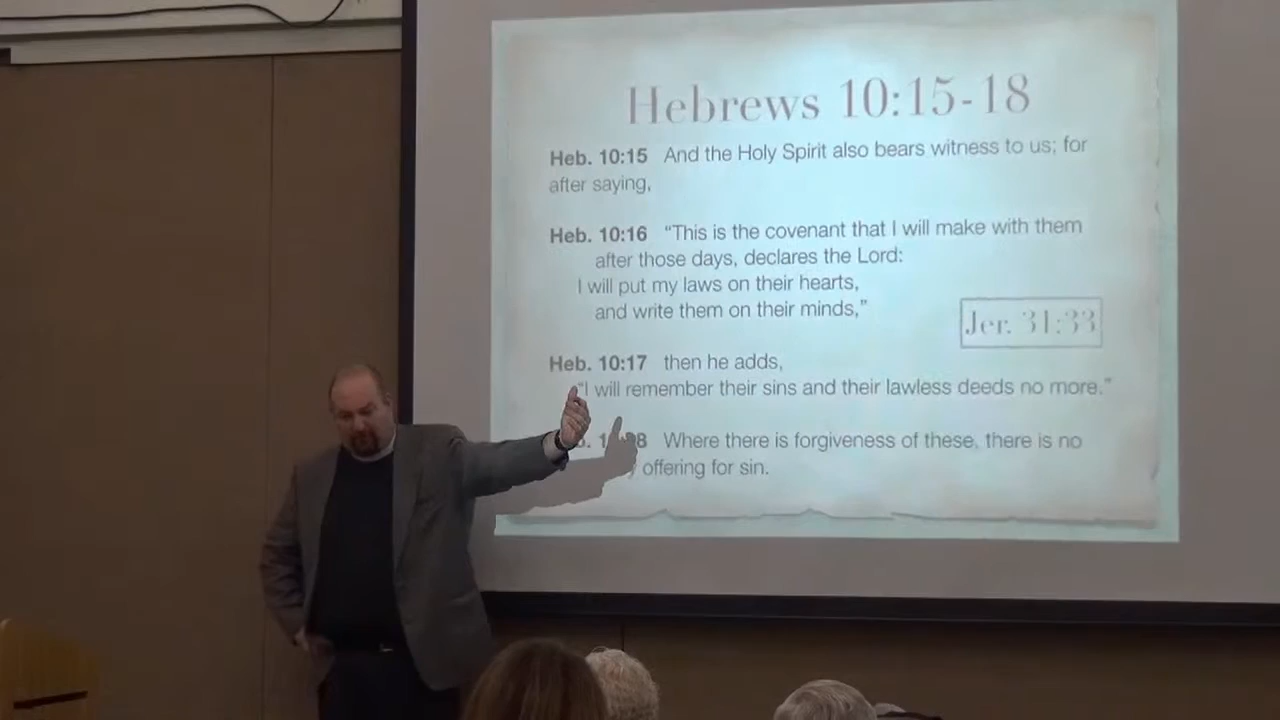 Hebrews 10:15-18
Heb. 10:15 And the Holy Spirit also bears witness to us; for
after saying,
Heb. 10:16 “This is the covenant that I will make with them
after those days, declares the Lord:
I will put my laws on their hearts,
and write them on their minds,”
Jer. 31:33
Heb. 10:17 then he adds,
“I will remember their sins and their lawless deeds no more.”
Where there is forgiveness of these, there is no
offering for sin.